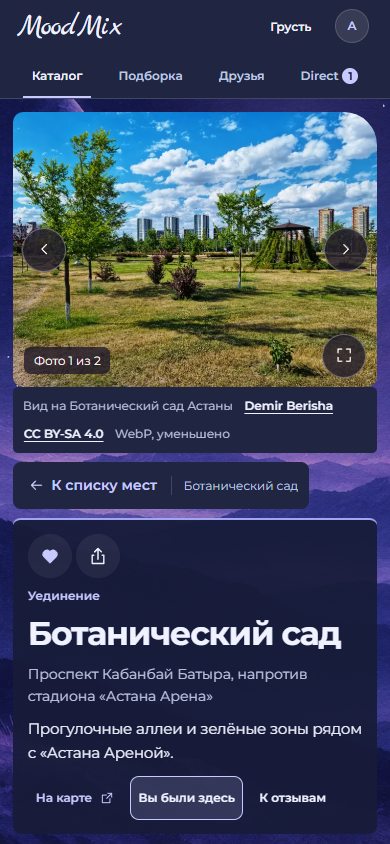 MoodMix
Грусть
A
Каталог
Подборка
Друзья
Direct 1
Фото 1 из 2
Вид на Ботанический сад Астаны Demir Berisha
CC BY-SA 4.0 WebP, уменьшено
К списку мест
Ботанический сад
Уединение
Ботанический сад
Проспект Кабанбай Батыра, напротив
стадиона «Астана Арена»
Прогулочные аллеи и зелёные зоны рядом
с «Астана Ареной».
На карте
Вы были здесь
К отзывам